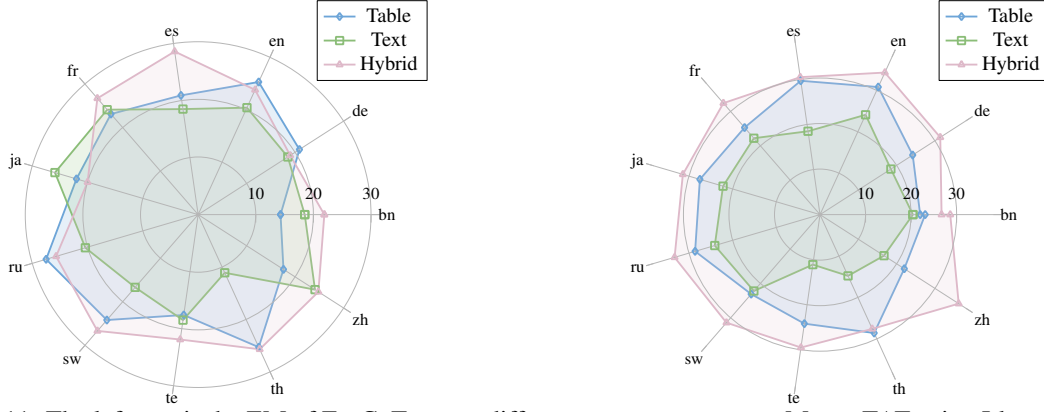 Table
Text
Hybrid
es
en
fr
de
ja
10
20
30
bn
ru
zh
sw
th
te
Table
Text
Hybrid
es
en
fr
de
ja
10
20
30
bn
ru
zh
sw
th
te